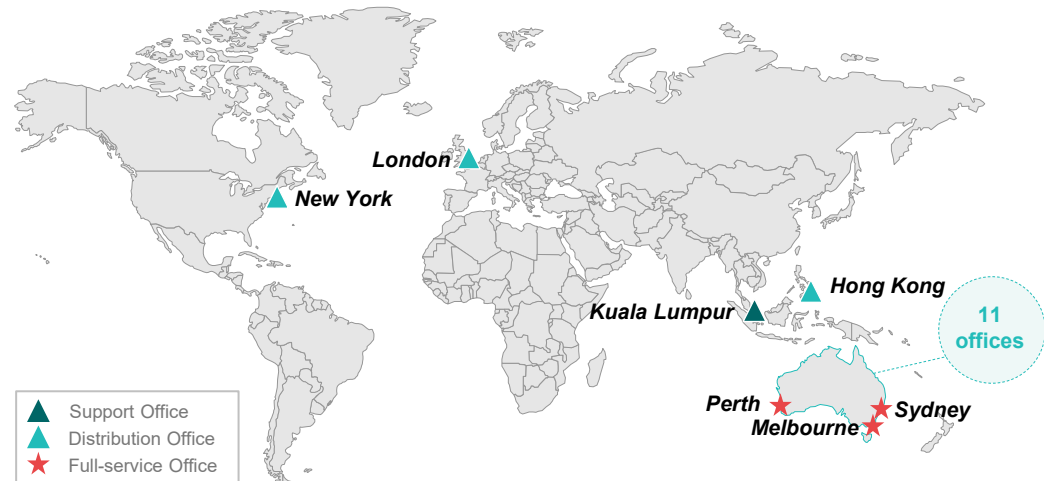 London
New York
Hong Kong
Kuala Lumpur
11
offices
Perth
Sydney
Melbourne
Support Office
Distribution Office
Full-service Office